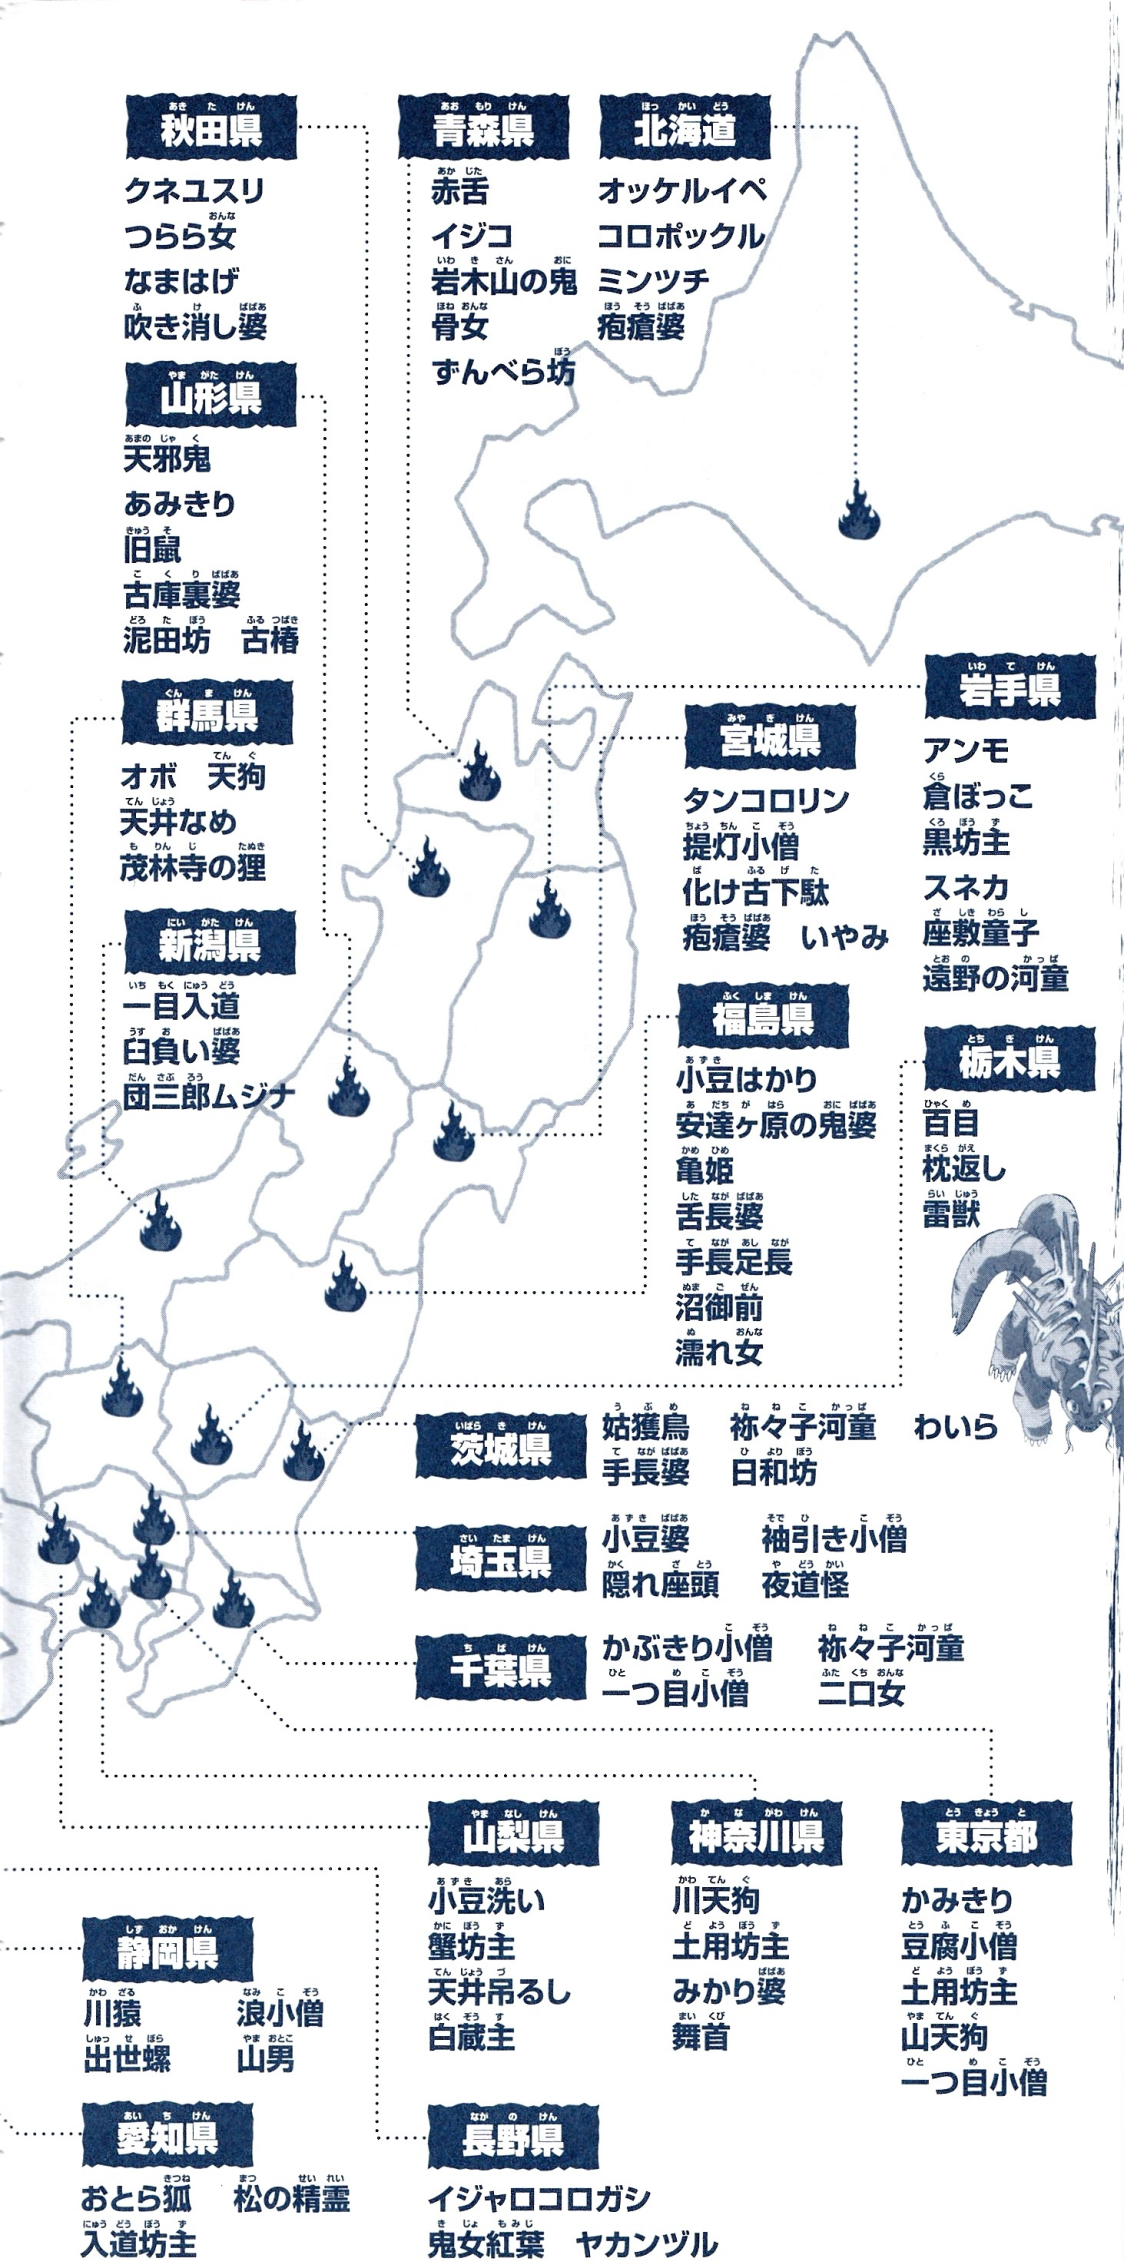 秋田県
クネユスリ
つらら女
なまはげ
吹き消し婆
青森県
赤舌
イジコ
岩木山の鬼
骨女
ずんべら坊
北海道
オッケルイペ
コロポックル
ミンツチ
疱瘡婆
山形県
天邪鬼
あみきり
旧鼠
古庫裏婆
泥田坊 古椿
群馬県
オボ 天狗
天井なめ
茂林寺の狸
新潟県
一目入道
臼負い婆
団三郎ムジナ
岩手県
アンモ
倉ぼっこ
黒坊主
スネカ
座敷童子
遠野の河童
宮城県
タンコロリン
提灯小僧
化け古下駄
疱瘡婆 いやみ
福島県
小豆はかり
安達ヶ原の鬼婆
亀姫
舌長婆
手長足長
沼御前
濡れ女
栃木県
百目
枕返し
雷獣
茨城県
姑獲鳥 祢々子河童 わいら
手長婆 日和坊
埼玉県
小豆婆 袖引き小僧
隠れ座頭 夜道怪
千葉県
かぶきり小僧 祢々子河童
一つ目小僧 二口女
山梨県
小豆洗い
蟹坊主
天井吊るし
白蔵主
神奈川県
川天狗
土用坊主
みかり婆
舞首
東京都
かみきり
豆腐小僧
土用坊主
山天狗
一つ目小僧
静岡県
川猿 浪小僧
出世螺 山男
愛知県
おとら狐 松の精霊
入道坊主
長野県
イジャロコロガシ
鬼女紅葉 ヤカンヅル